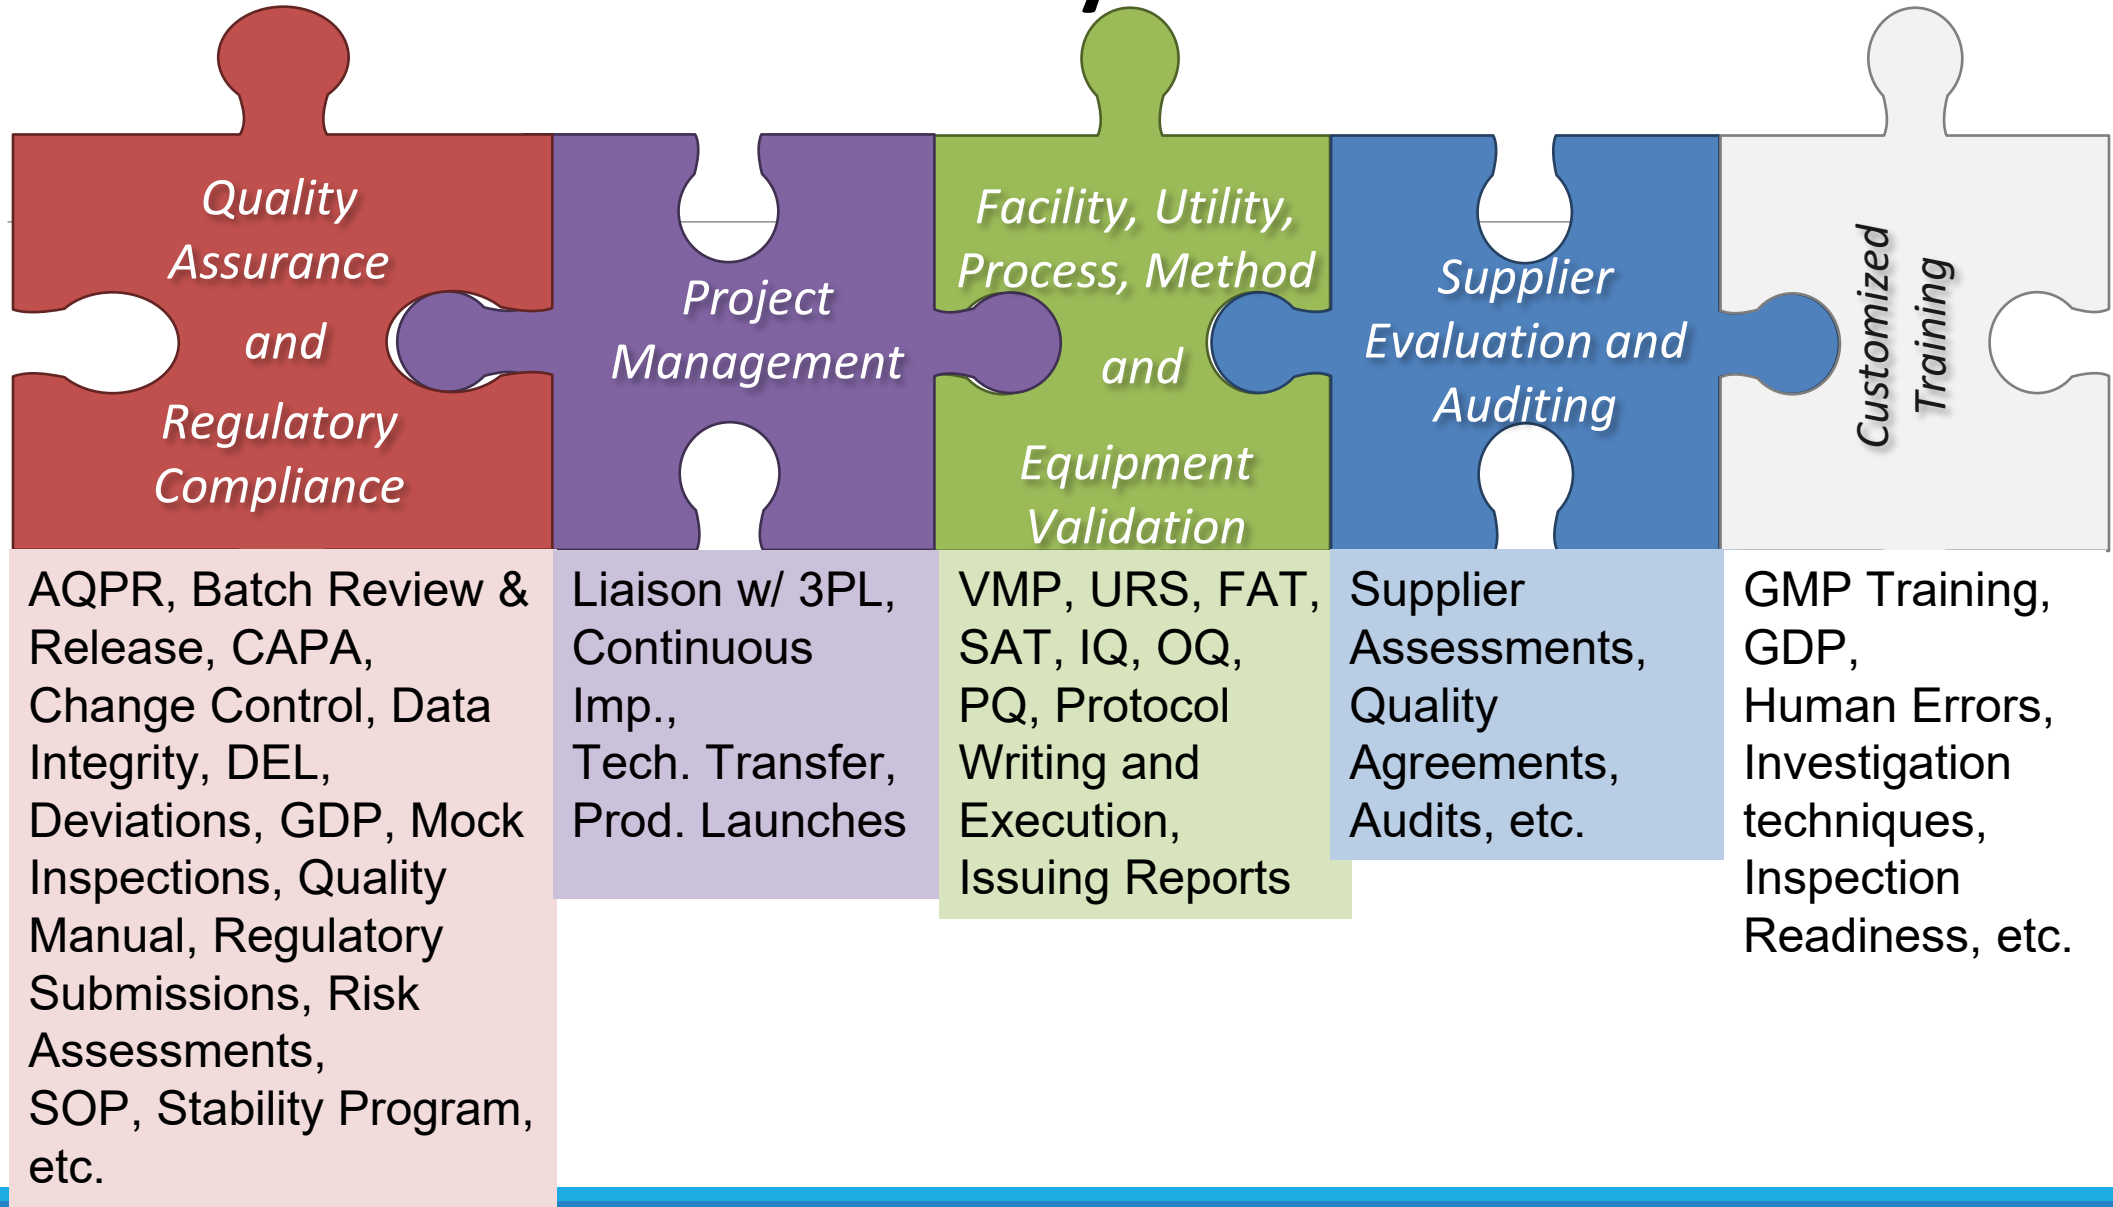 Quality
Assurance
and
Regulatory
Compliance
Project
Management
Facility, Utility,
Process, Method
and
Equipment
Validation
Supplier
Evaluation and
Auditing
Customized
Training
AQPR, Batch Review &
Release, CAPA,
Change Control, Data
Integrity, DEL,
Deviations, GDP, Mock
Inspections, Quality
Manual, Regulatory
Submissions, Risk
Assessments,
SOP, Stability Program,
etc.
Liaison w/ 3PL,
Continuous
Imp.,
Tech. Transfer,
Prod. Launches
VMP, URS, FAT,
SAT, IQ, OQ,
PQ, Protocol
Writing and
Execution,
Issuing Reports
Supplier
Assessments,
Quality
Agreements,
Audits, etc.
GMP Training,
GDP,
Human Errors,
Investigation
techniques,
Inspection
Readiness, etc.